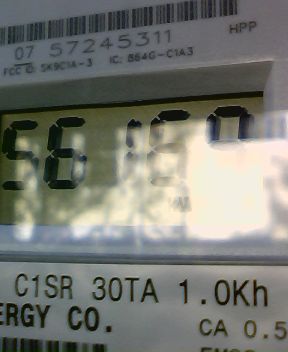 07 57245311
HPP
FCC ID: SK9C1A-3 IC: 864G-C1A3
C1SR 30TA 1.0Kh
ERGY CO.
CA 0.5